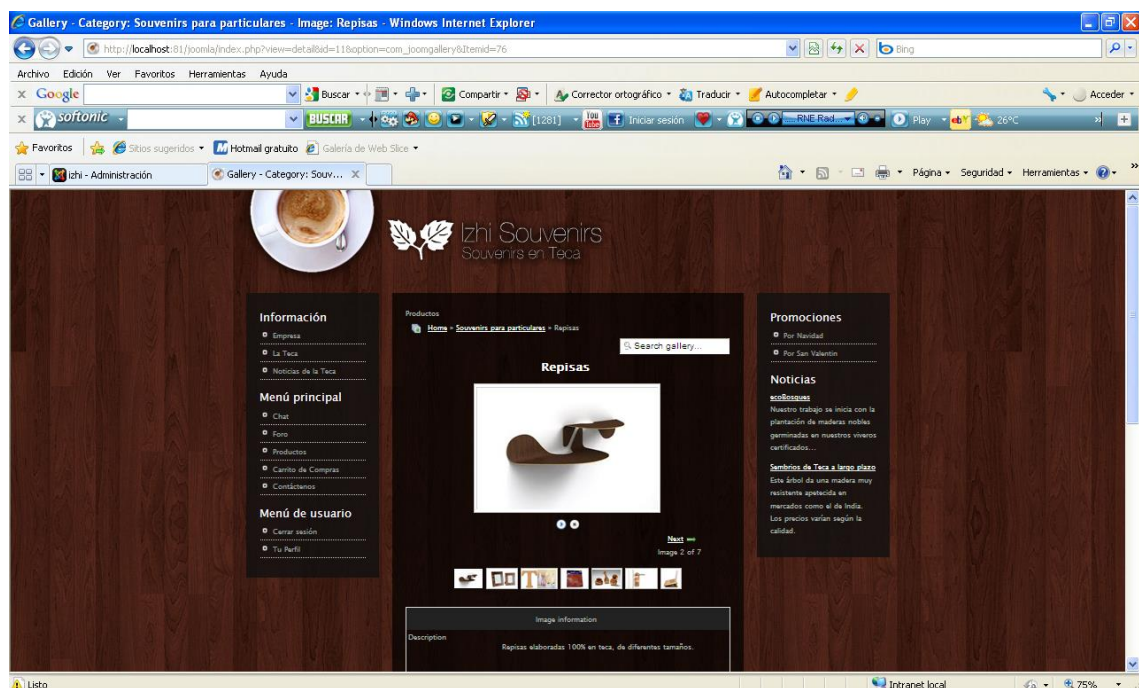 Gallery - Category: Souvenirs para particulares - Image: Repisas - Windows Internet Explorer
http://localhost:81/joomla/index.php?view=detail&id=11&option=com_joomgallery&Itemid=76
Bing
Archivo Edición Ver Favoritos Herramientas Ayuda
x Google Buscar Compartir Corrector ortográfico Traducir Autocompletar Acceder
x softonic BUSCAR [1281] You Tube Iniciar sesión RNE Rad... Play ebY 26°C
Favoritos Sitios sugeridos Hotmail gratuito Galería de Web Slice
izhi - Administración Gallery - Category: Souv... X Página Seguridad Herramientas
Izhi Souvenirs
Souvenirs en Teca
Información
Empresa
La Teca
Noticias de la Teca
Menú principal
Chat
Foro
Productos
Carrito de Compras
Contáctenos
Menú de usuario
Cerrar sesión
Tu Perfil
Productos
Home » Souvenirs para particulares » Repisas
Search gallery...
Repisas
Next
Image 2 of 7
Image information
Description
Repisas elaboradas 100% en teca, de diferentes tamaños.
Promociones
Por Navidad
Por San Valentin
Noticias
ecoBosques
Nuestro trabajo se inicia con la
plantación de maderas nobles
germinadas en nuestros viveros
certificados...
Sembrios de Teca a largo plazo
Este árbol da una madera muy
resistente apetecida en
mercados como el de India.
Los precios varían según la
calidad.
Listo Intranet local 75%